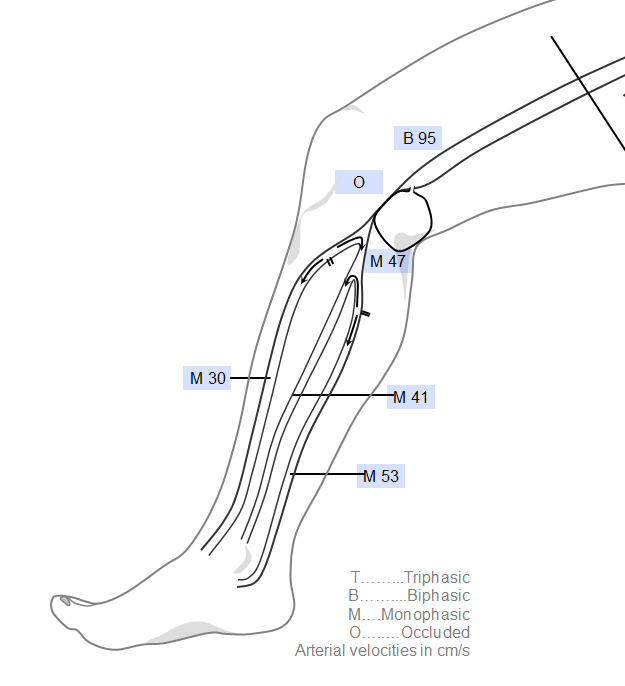 B 95
O
M 47
M 30
M 41
M 53
T……...Triphasic
B……....Biphasic
M….Monophasic
O….….Occluded
Arterial velocities in cm/s